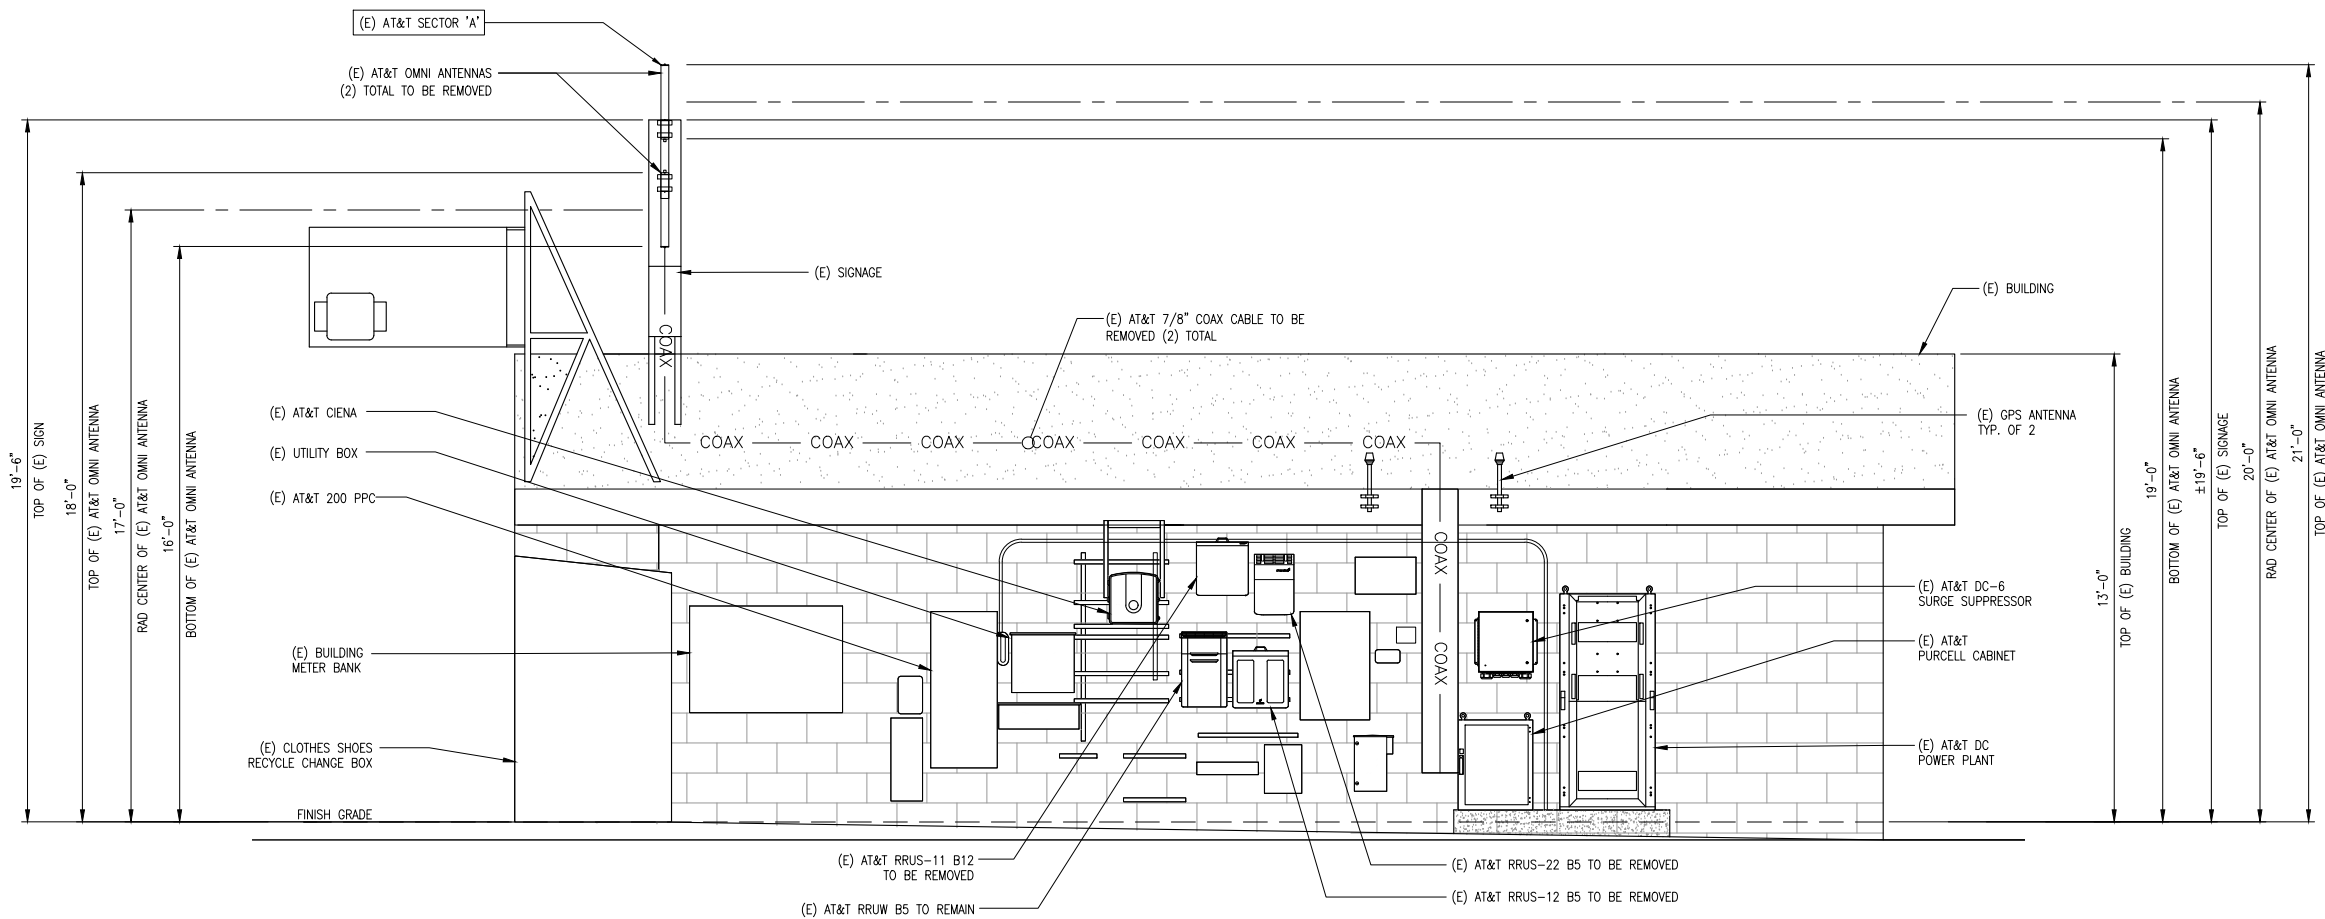 (E) AT&T SECTOR 'A'
(E) AT&T OMNI ANTENNAS
(2) TOTAL TO BE REMOVED
(E) SIGNAGE
(E) AT&T 7/8" COAX CABLE TO BE
REMOVED (2) TOTAL
(E) BUILDING
19'-6"
TOP OF (E) SIGN
18'-0"
TOP OF (E) AT&T OMNI ANTENNA
17'-0"
RAD CENTER OF (E) AT&T OMNI ANTENNA
16'-0"
BOTTOM OF (E) AT&T OMNI ANTENNA
COAX
COAX
COAX
COAX
COAX
COAX
COAX
COAX
COAX
COAX
(E) AT&T CIENA
(E) UTILITY BOX
(E) AT&T 200 PPC
(E) BUILDING
METER BANK
(E) CLOTHES SHOES
RECYCLE CHANGE BOX
FINISH GRADE
(E) GPS ANTENNA
TYP. OF 2
(E) AT&T DC-6
SURGE SUPPRESSOR
(E) AT&T
PURCELL CABINET
(E) AT&T DC
POWER PLANT
13'-0"
TOP OF (E) BUILDING
19'-0"
BOTTOM OF (E) AT&T OMNI ANTENNA
±19'-6"
TOP OF (E) SIGNAGE
20'-0"
RAD CENTER OF (E) AT&T OMNI ANTENNA
21'-0"
TOP OF (E) AT&T OMNI ANTENNA
(E) AT&T RRUS-11 B12
TO BE REMOVED
(E) AT&T RRUW B5 TO REMAIN
(E) AT&T RRUS-22 B5 TO BE REMOVED
(E) AT&T RRUS-12 B5 TO BE REMOVED